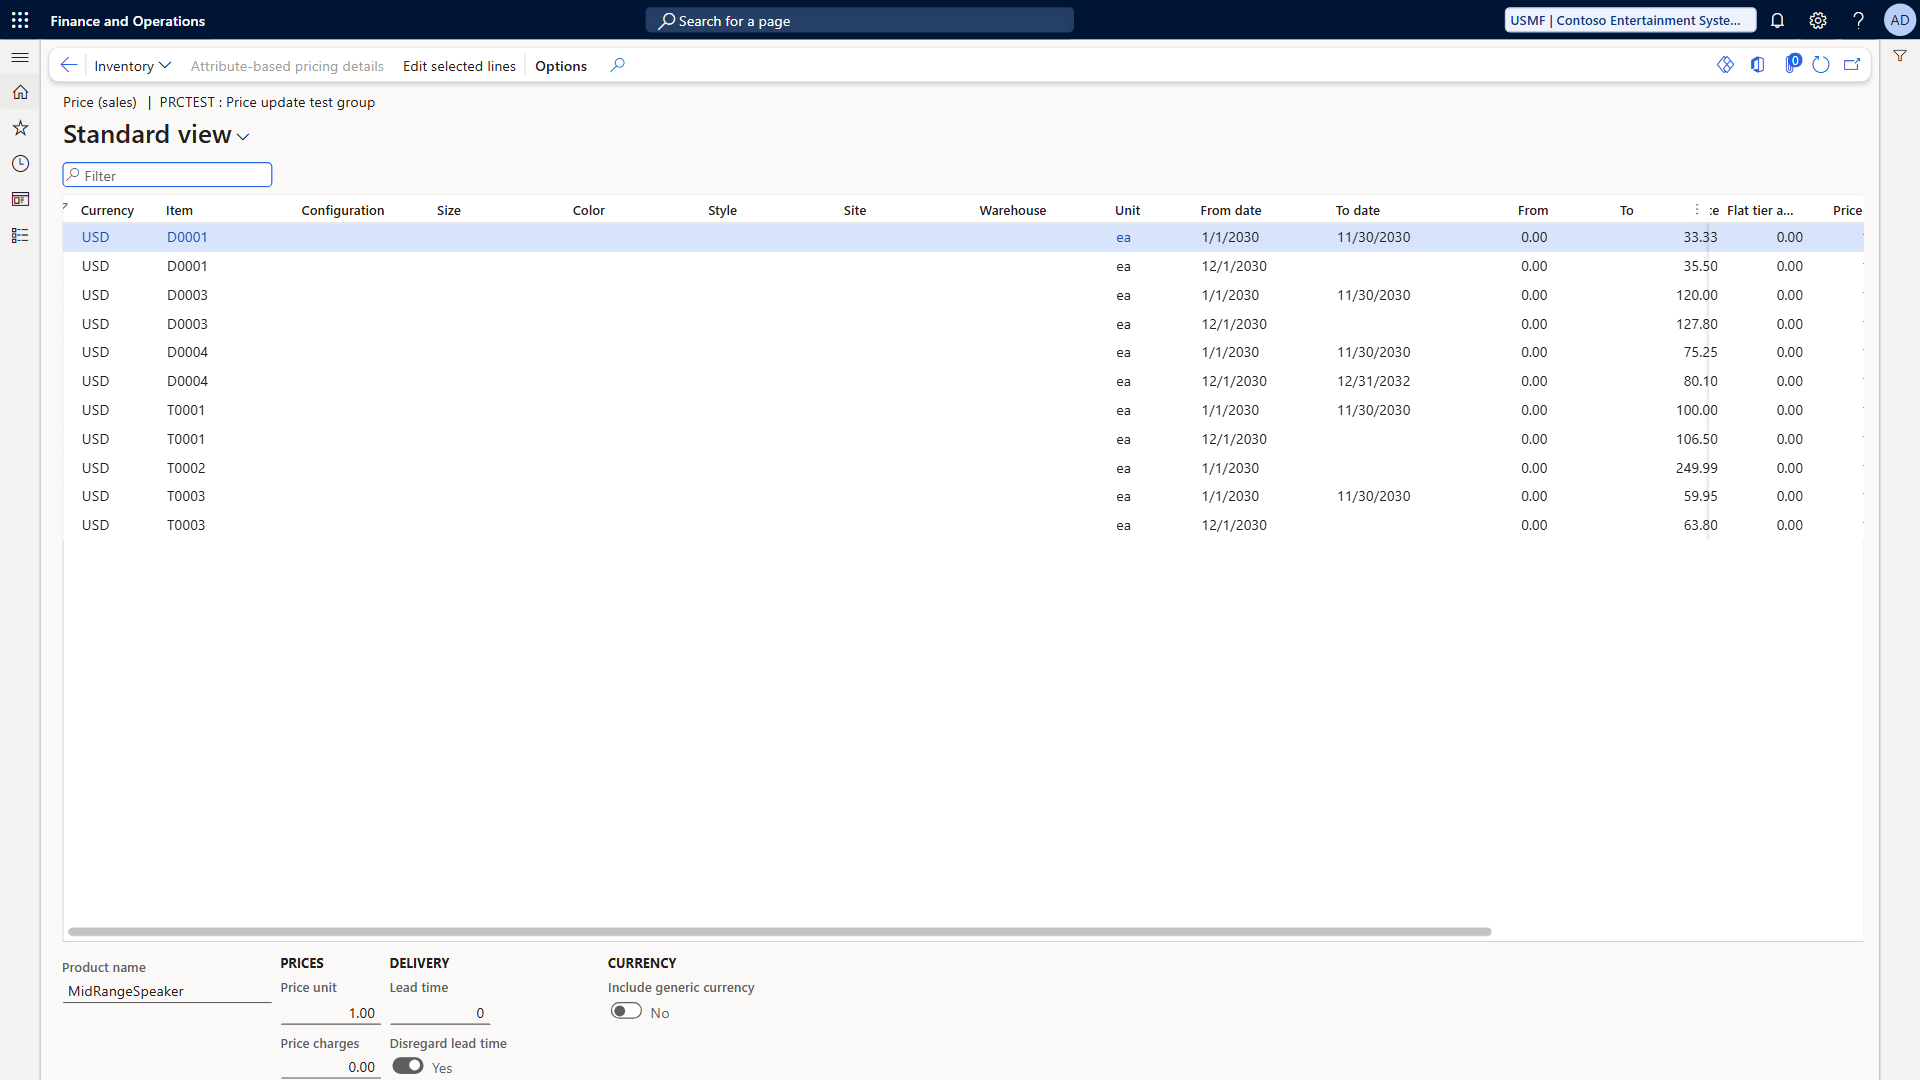 Finance and Operations
Search for a page
USMF | Contoso Entertainment Syste...
AD
Inventory
Attribute-based pricing details
Edit selected lines
Options
0
Price (sales) | PRCTEST : Price update test group
Standard view
Filter
Currency Item Configuration Size Color Style Site Warehouse Unit From date To date From To ce Flat tier a... Price
USD D0001 ea 1/1/2030 11/30/2030 0.00 33.33 0.00
USD D0001 ea 12/1/2030 0.00 35.50 0.00
USD D0003 ea 1/1/2030 11/30/2030 0.00 120.00 0.00
USD D0003 ea 12/1/2030 0.00 127.80 0.00
USD D0004 ea 1/1/2030 11/30/2030 0.00 75.25 0.00
USD D0004 ea 12/1/2030 12/31/2032 0.00 80.10 0.00
USD T0001 ea 1/1/2030 11/30/2030 0.00 100.00 0.00
USD T0001 ea 12/1/2030 0.00 106.50 0.00
USD T0002 ea 1/1/2030 0.00 249.99 0.00
USD T0003 ea 1/1/2030 11/30/2030 0.00 59.95 0.00
USD T0003 ea 12/1/2030 0.00 63.80 0.00
Product name
MidRangeSpeaker
PRICES
Price unit
1.00
Price charges
0.00
DELIVERY
Lead time
0
Disregard lead time
Yes
CURRENCY
Include generic currency
No